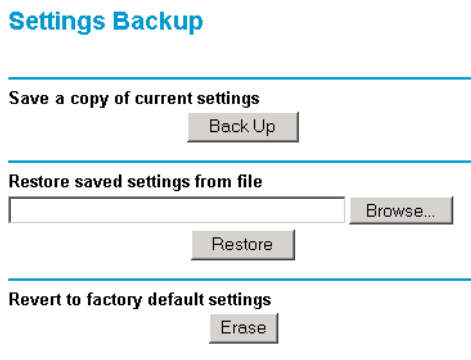 Settings Backup
Save a copy of current settings
Back Up
Restore saved settings from file
Browse...
Restore
Revert to factory default settings
Erase